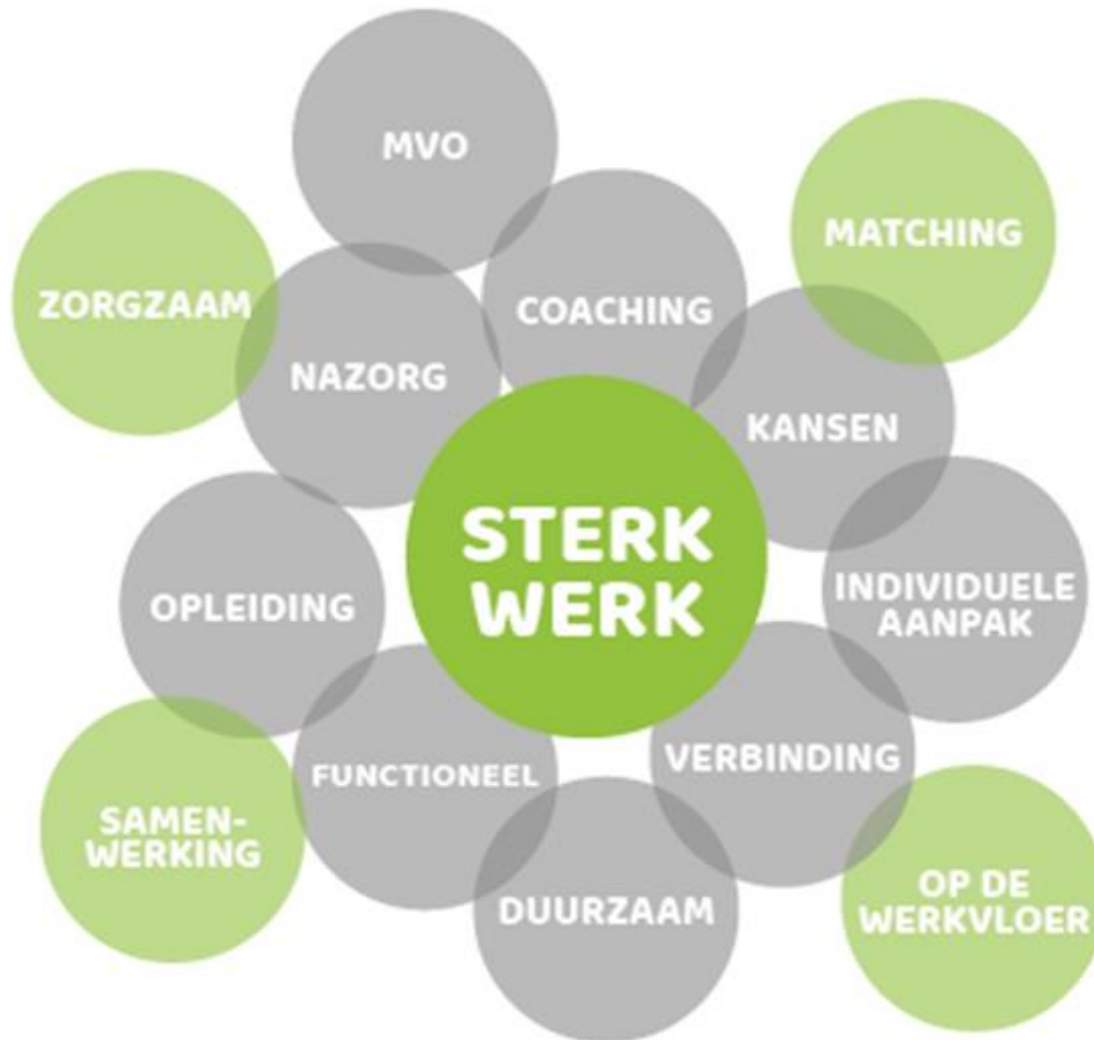 MVO
MATCHING
ZORGZAAM
COACHING
NAZORG
KANSEN
STERK
WERK
INDIVIDUELE
AANPAK
OPLEIDING
VERBINDING
FUNCTIONEEL
SAMEN-
WERKING
DUURZAAM
OP DE
WERKVLOER